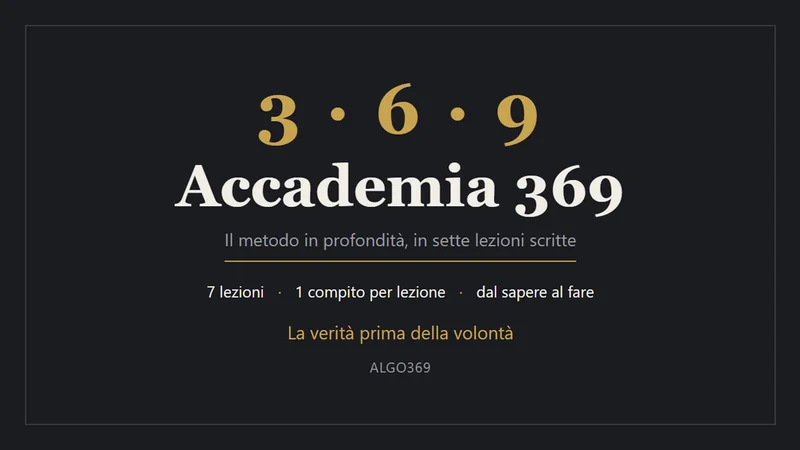 3 · 6 · 9
Accademia 369
Il metodo in profondità, in sette lezioni scritte
7 lezioni · 1 compito per lezione · dal sapere al fare
La verità prima della volontà
ALGO369